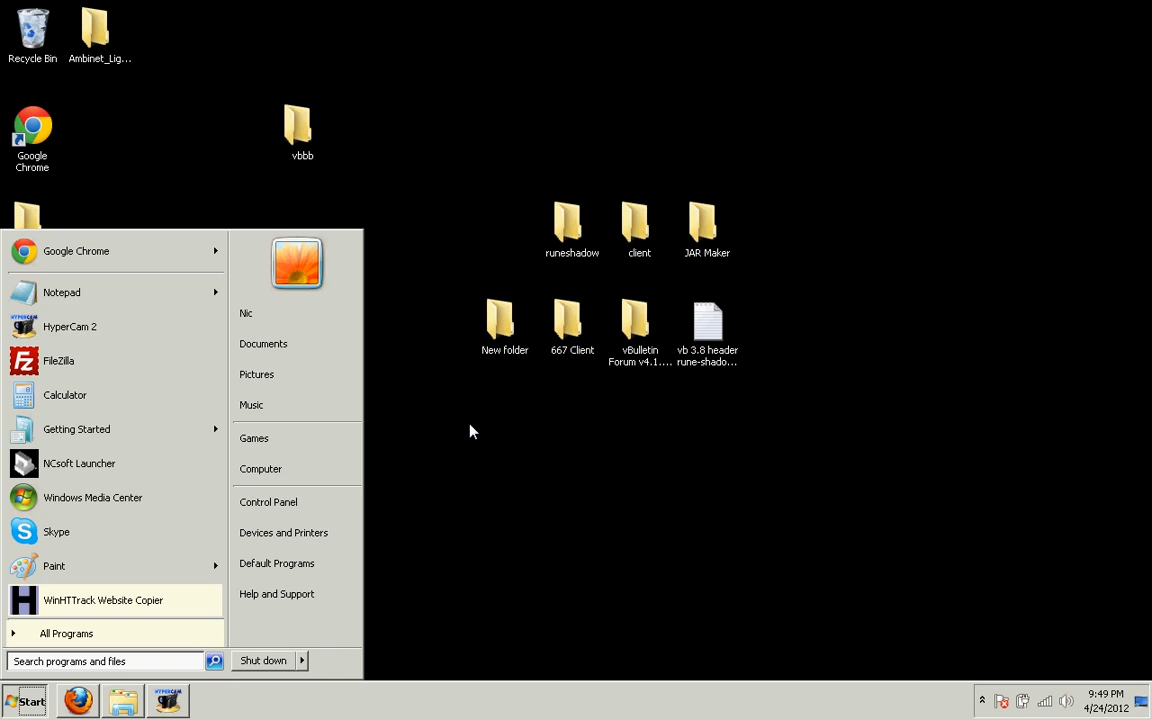 Recycle Bin
Ambinet_Lig...
Google
Chrome
vbbb
runeshadow
client
JAR Maker
New folder
667 Client
vBulletin
Forum v4.1....
vb 3.8 header
rune-shado...
Google Chrome
Notepad
HYPERCAM
HyperCam 2
Fz
FileZilla
Calculator
Getting Started
NCsoft Launcher
Windows Media Center
Skype
Paint
WinHTTrack Website Copier
All Programs
Search programs and files
Nic
Documents
Pictures
Music
Games
Computer
Control Panel
Devices and Printers
Default Programs
Help and Support
Shut down
Start
HYPERCAM
9:49 PM
4/24/2012